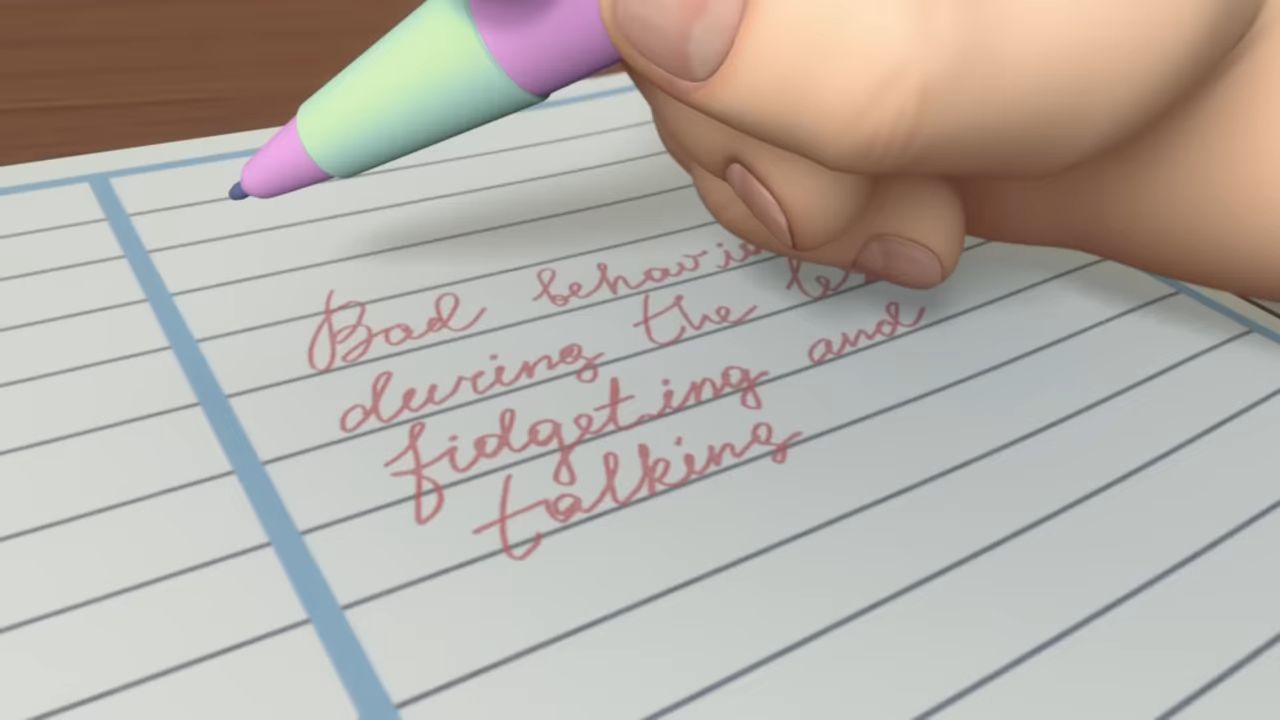 Bad
during the
fidgeting and
talking